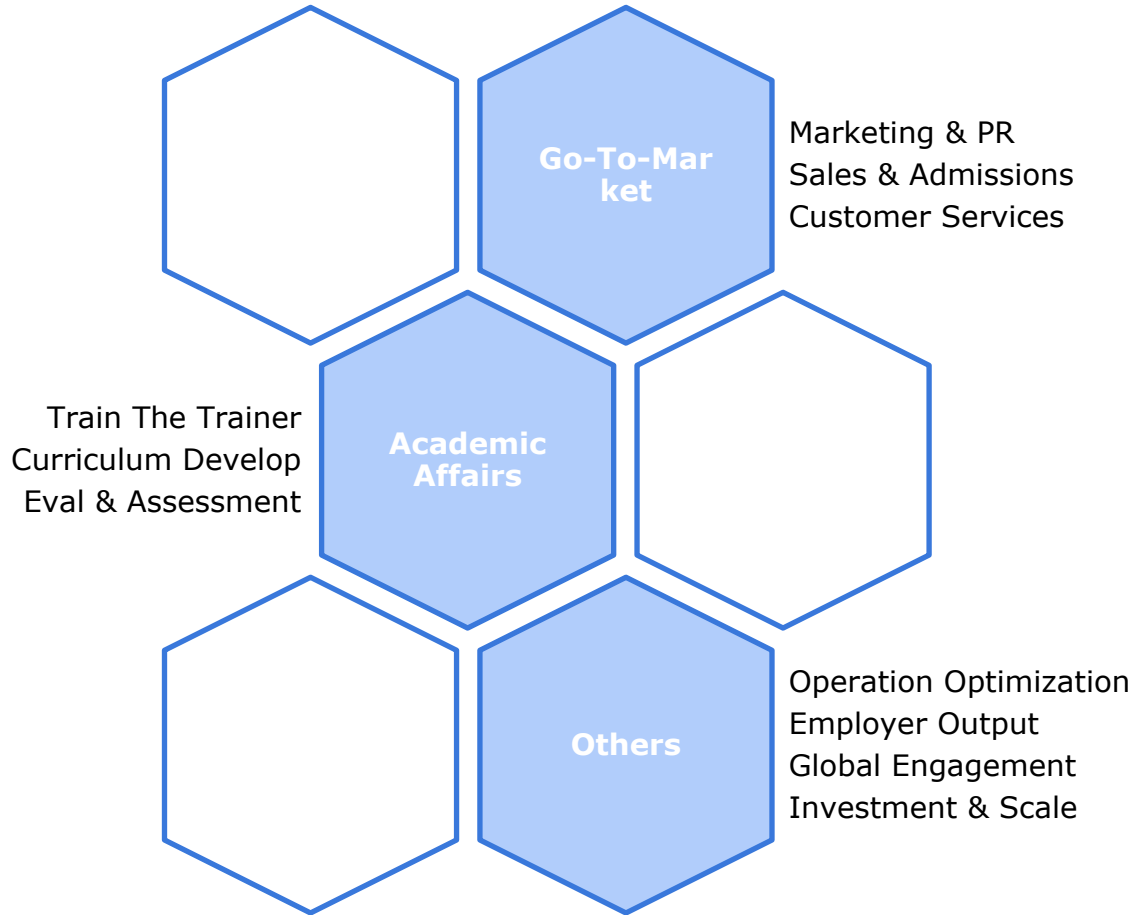 Go-To-Mar
ket
Marketing & PR
Sales & Admissions
Customer Services
Train The Trainer
Curriculum Develop
Eval & Assessment
Academic
Affairs
Others
Operation Optimization
Employer Output
Global Engagement
Investment & Scale